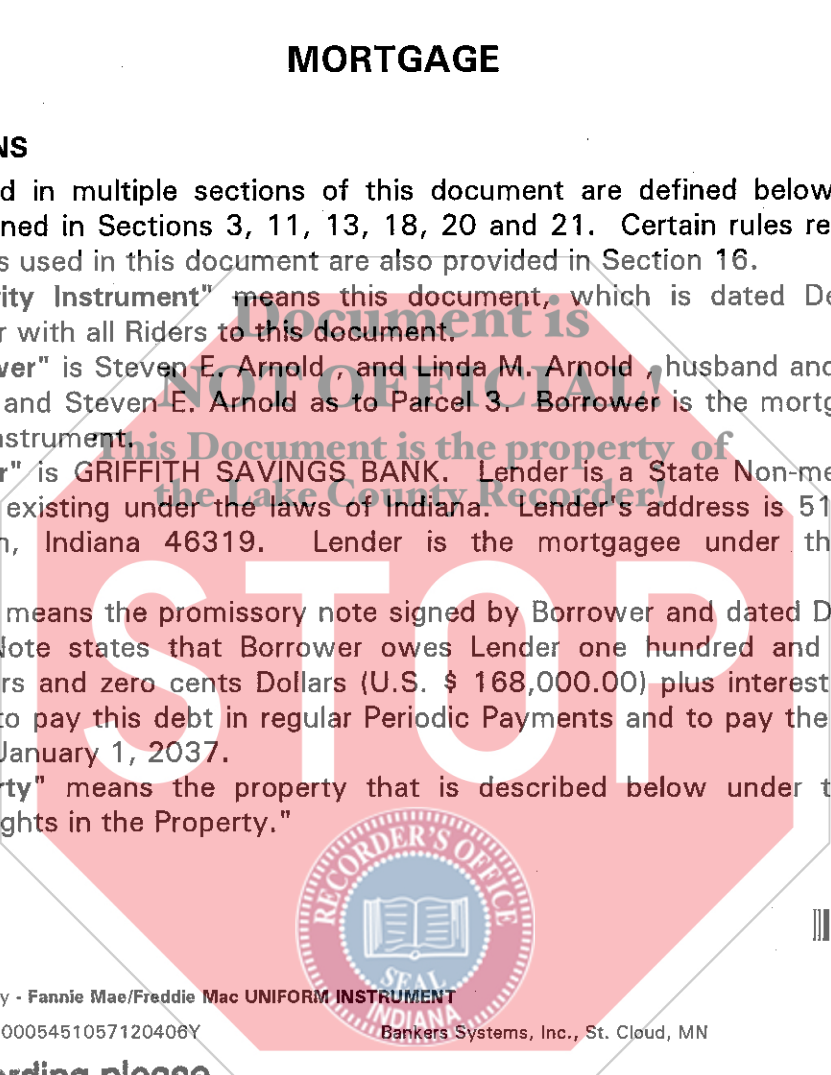 MORTGAGE
NS
d in multiple sections of this document are defined below
ned in Sections 3, 11, 13, 18, 20 and 21. Certain rules re
s used in this document are also provided in Section 16.
ity Instrument" means this document, which is dated De
r with all Riders to this document.
Document is
ver" is Steven E. Arnold , and Linda M. Arnold , husband and
NOT OFFICIAL!
and Steven E. Arnold as to Parcel 3. Borrower is the mortg
nstrument.
This Document is the property of
r" is GRIFFITH SAVINGS BANK. Lender is a State Non-me
the Lake County Recorder!
existing under the laws of Indiana. Lender's address is 51
n, Indiana 46319. Lender is the mortgagee under th
STOP
means the promissory note signed by Borrower and dated D
lote states that Borrower owes Lender one hundred and
rs and zero cents Dollars (U.S. $ 168,000.00) plus interest
to pay this debt in regular Periodic Payments and to pay the
January 1, 2037.
rty" means the property that is described below under t
ghts in the Property."
RECORDER'S OFFICE
SEAL
INDIANA
y - Fannie Mae/Freddie Mac UNIFORM INSTRUMENT
0005451057120406Y
Bankers Systems, Inc., St. Cloud, MN
rding please